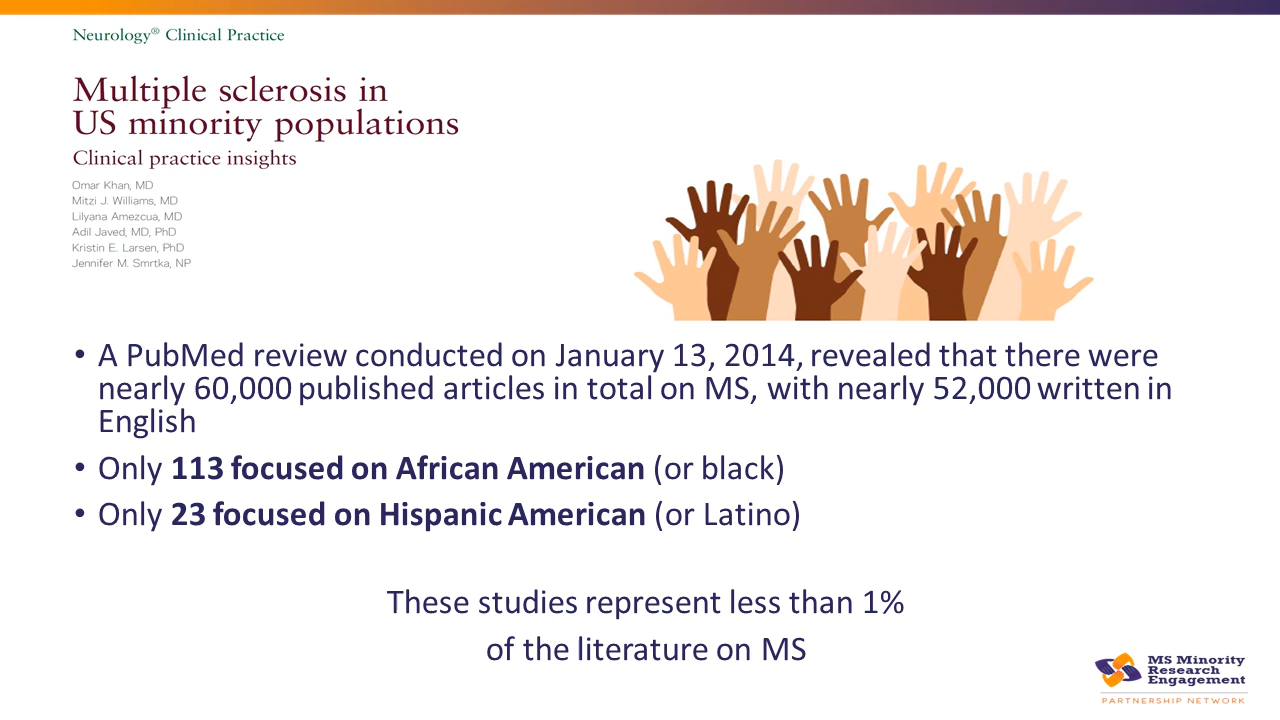 Neurology® Clinical Practice
Multiple sclerosis in
US minority populations
Clinical practice insights
Omar Khan, MD
Mitzi J. Williams, MD
Lilyana Amezcua, MD
Adil Javed, MD, PhD
Kristin E. Larsen, PhD
Jennifer M. Smrtka, NP
• A PubMed review conducted on January 13, 2014, revealed that there were
nearly 60,000 published articles in total on MS, with nearly 52,000 written in
English
• Only 113 focused on African American (or black)
• Only 23 focused on Hispanic American (or Latino)
These studies represent less than 1%
of the literature on MS
MS Minority
Research
Engagement
PARTNERSHIP NETWORK